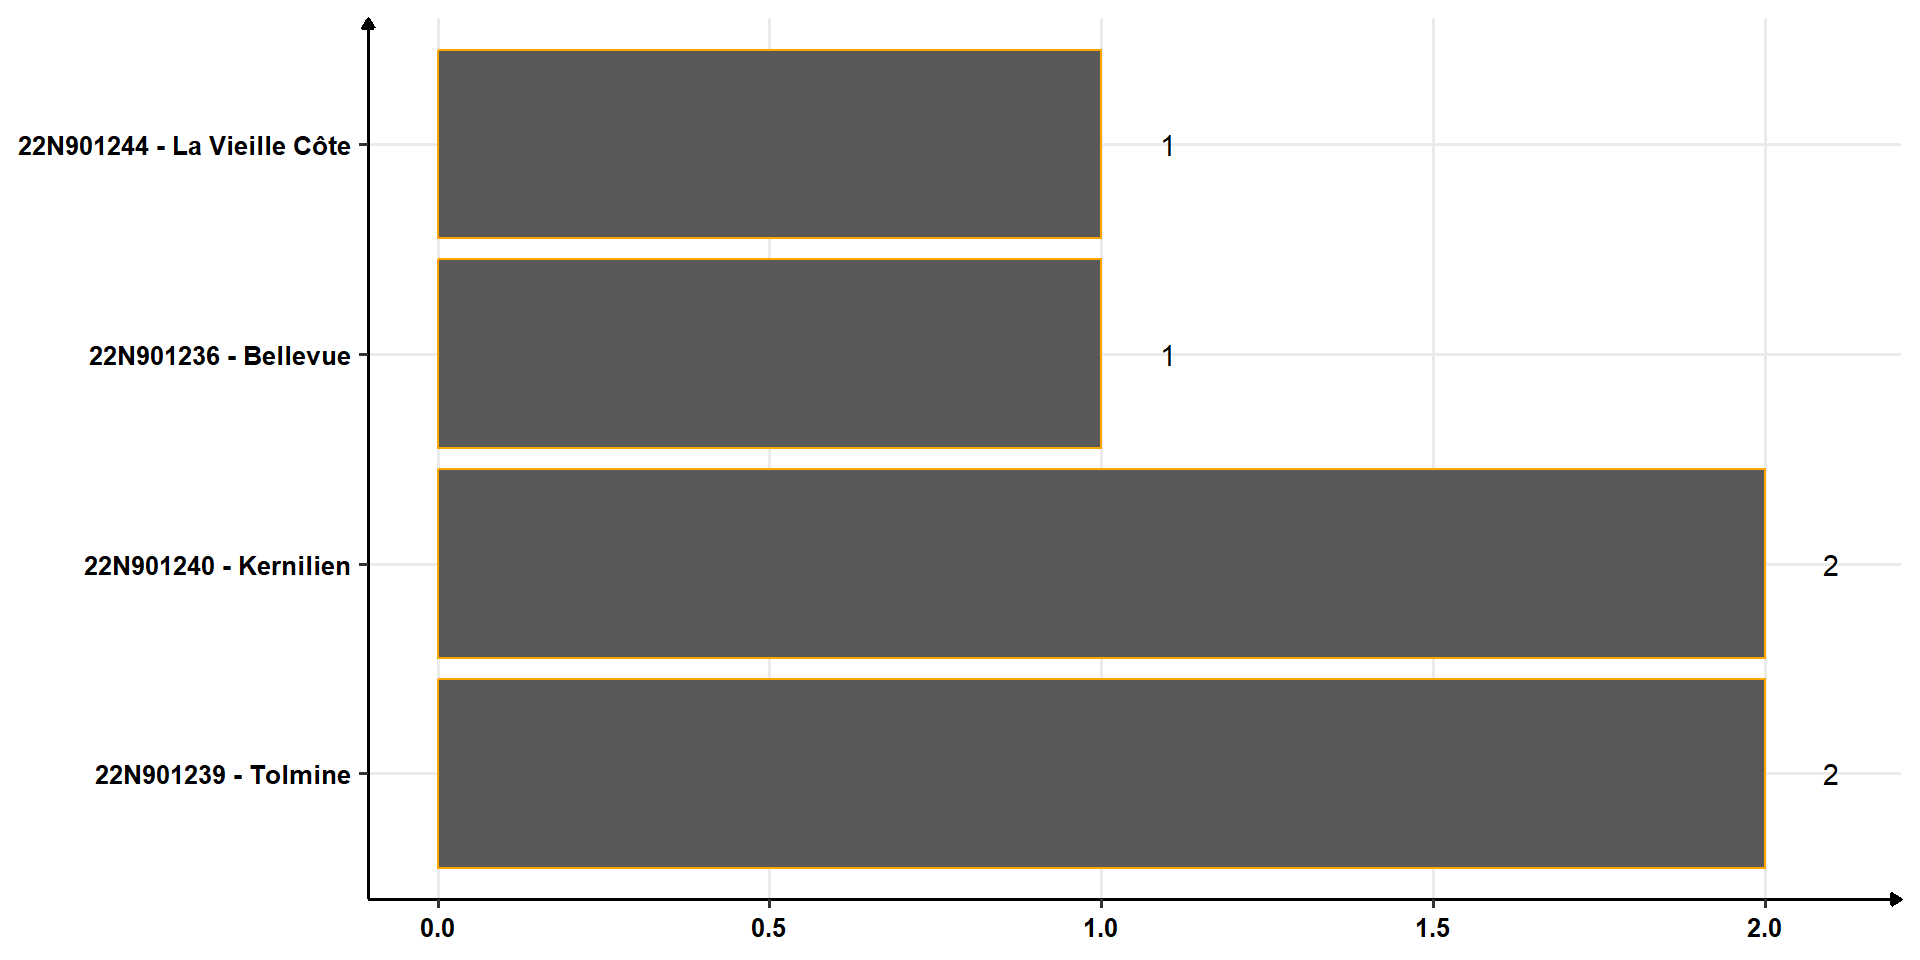 22N901244 - La Vieille Côte
1
22N901236 - Bellevue
1
22N901240 - Kernilien
2
22N901239 - Tolmine
2
0.0 0.5 1.0 1.5 2.0